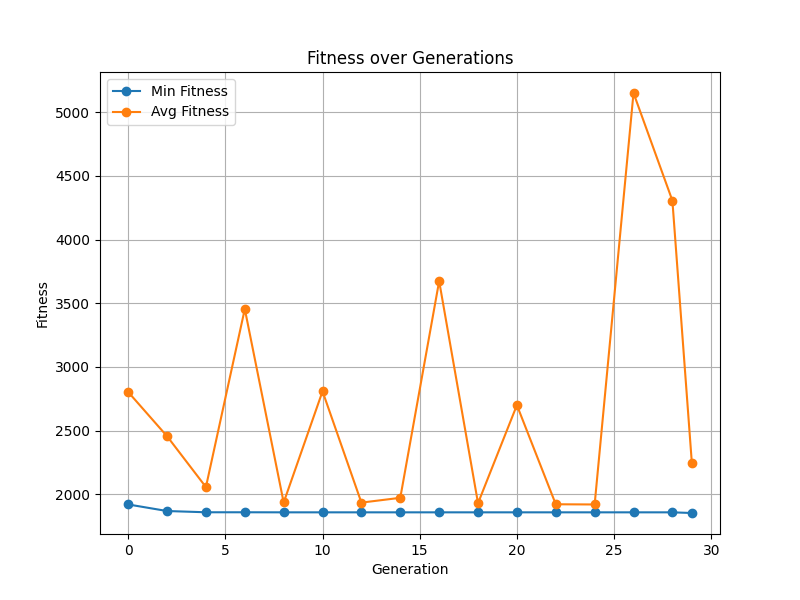 Fitness over Generations
Min Fitness
Avg Fitness
Fitness
5000
4500
4000
3500
3000
2500
2000
0 5 10 15 20 25 30
Generation